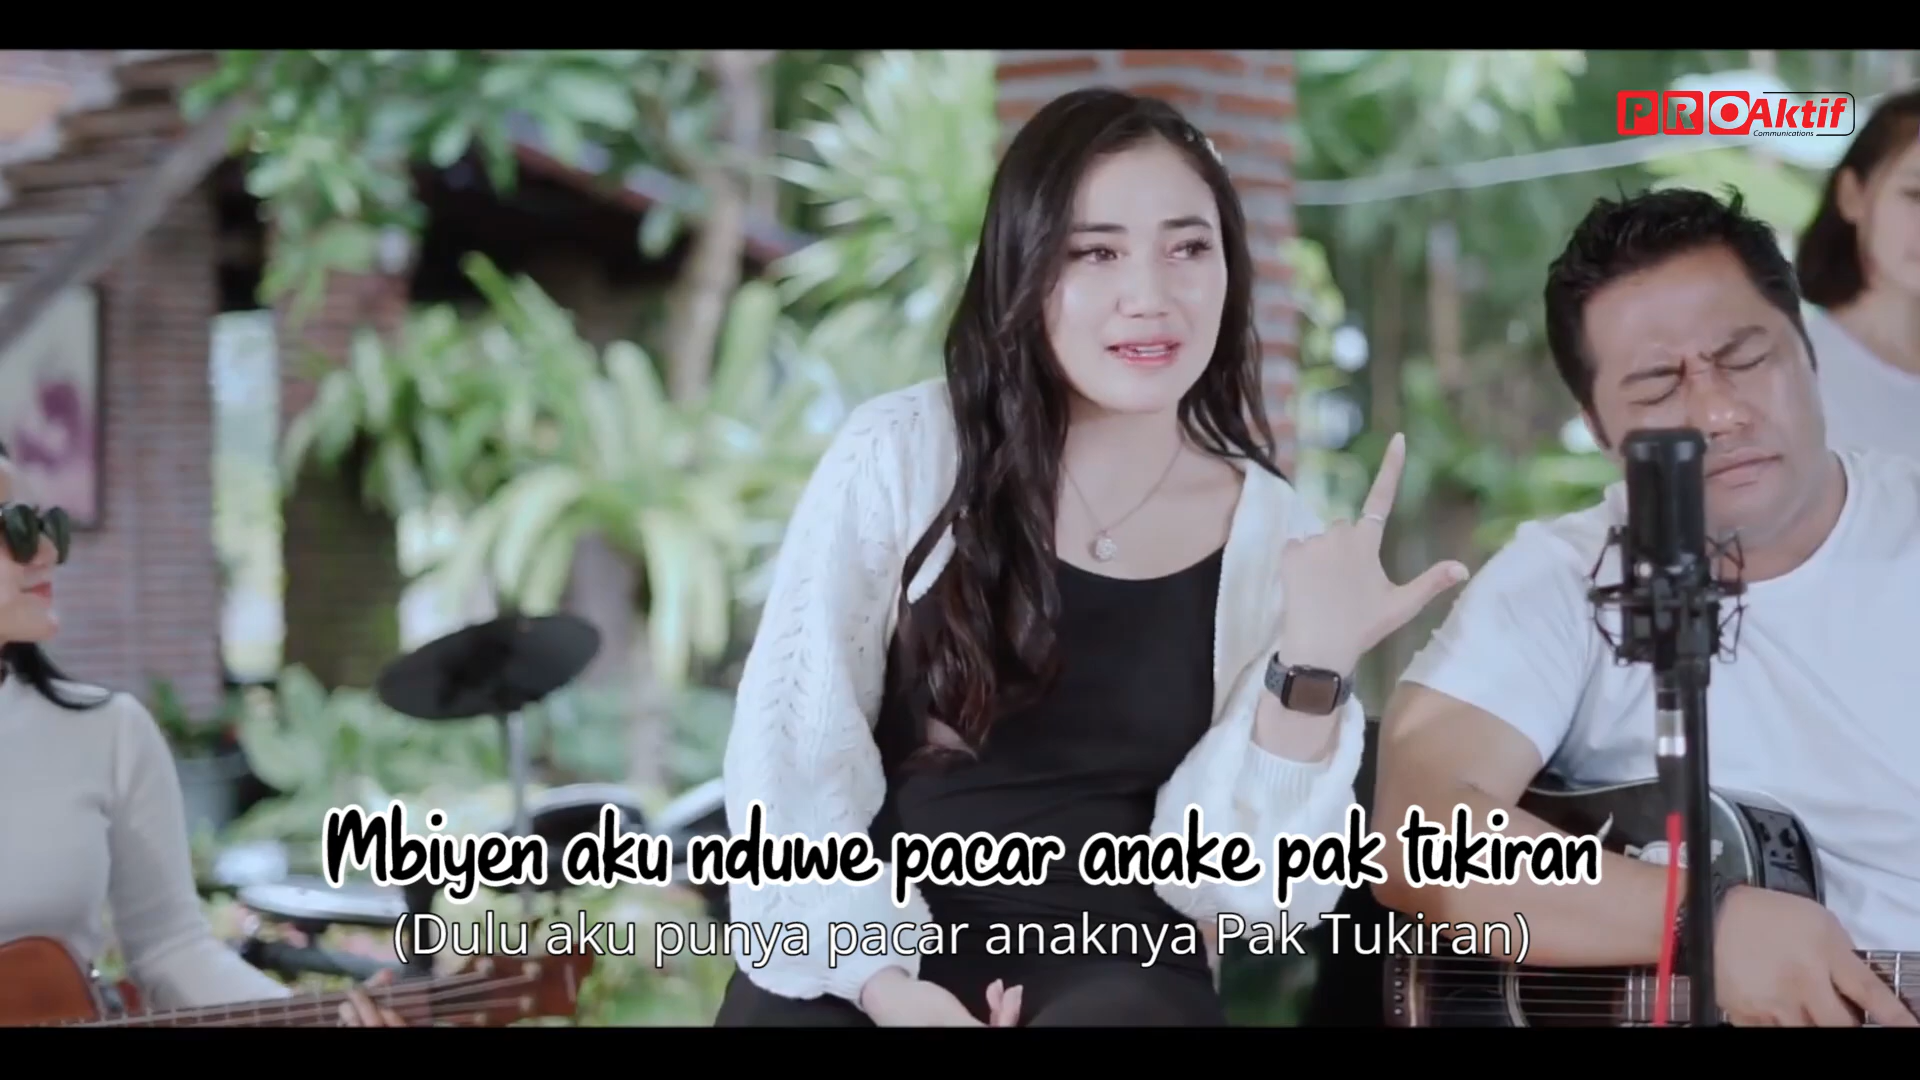 PROAktif
Communications
Mbiyen aku nduwe pacar anake pak tukiran
(Dulu aku punya pacar anaknya Pak Tukiran)